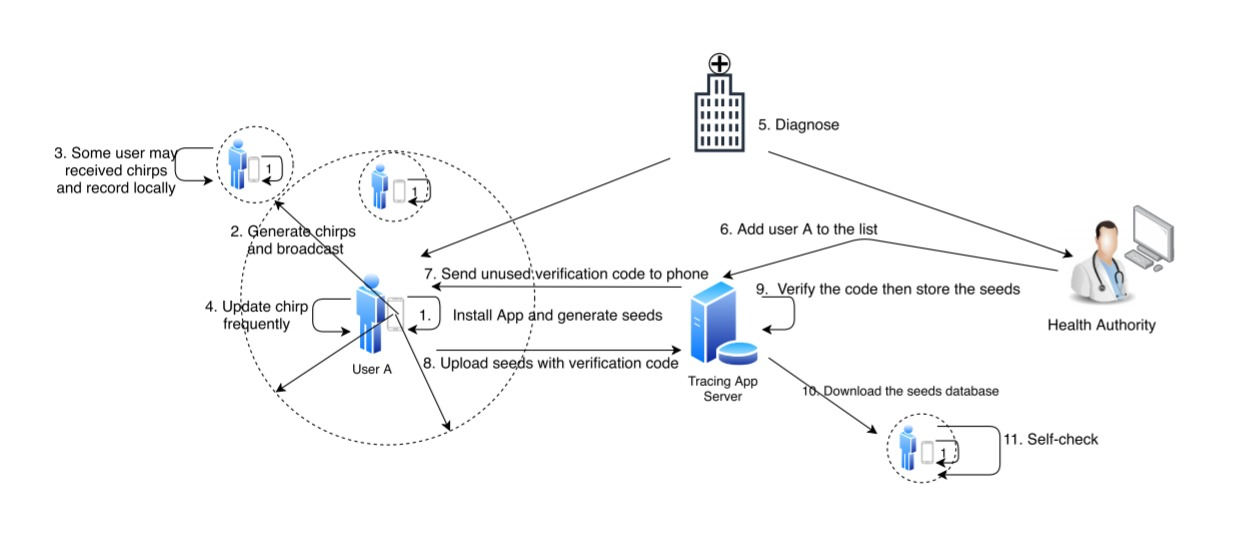 5. Diagnose
3. Some user may
received chirps
and record locally
1
1
2. Generate chirps
and broadcast
6. Add user A to the list
7. Send unused verification code to phone
9. Verify the code then store the seeds
4. Update chirp
frequently
1.
Install App and generate seeds
Health Authority
User A
8. Upload seeds with verification code
Tracing App
Server
10. Download the seeds database
1
11. Self-check